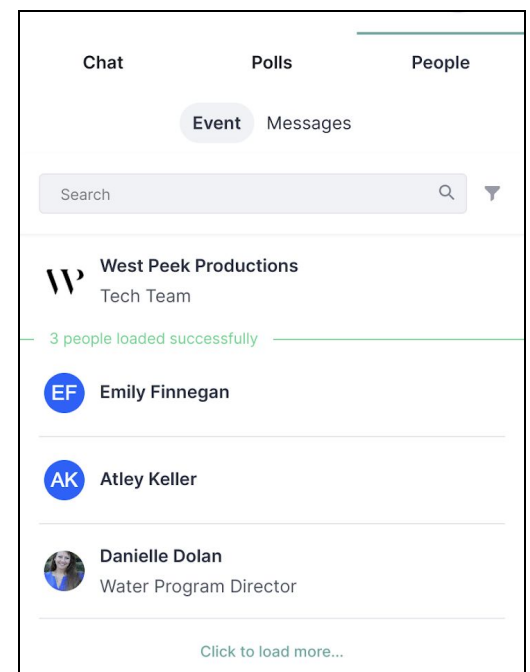 Chat Polls People
Event Messages
Search
WP West Peek Productions
Tech Team
3 people loaded successfully
EF Emily Finnegan
AK Atley Keller
Danielle Dolan
Water Program Director
Click to load more...